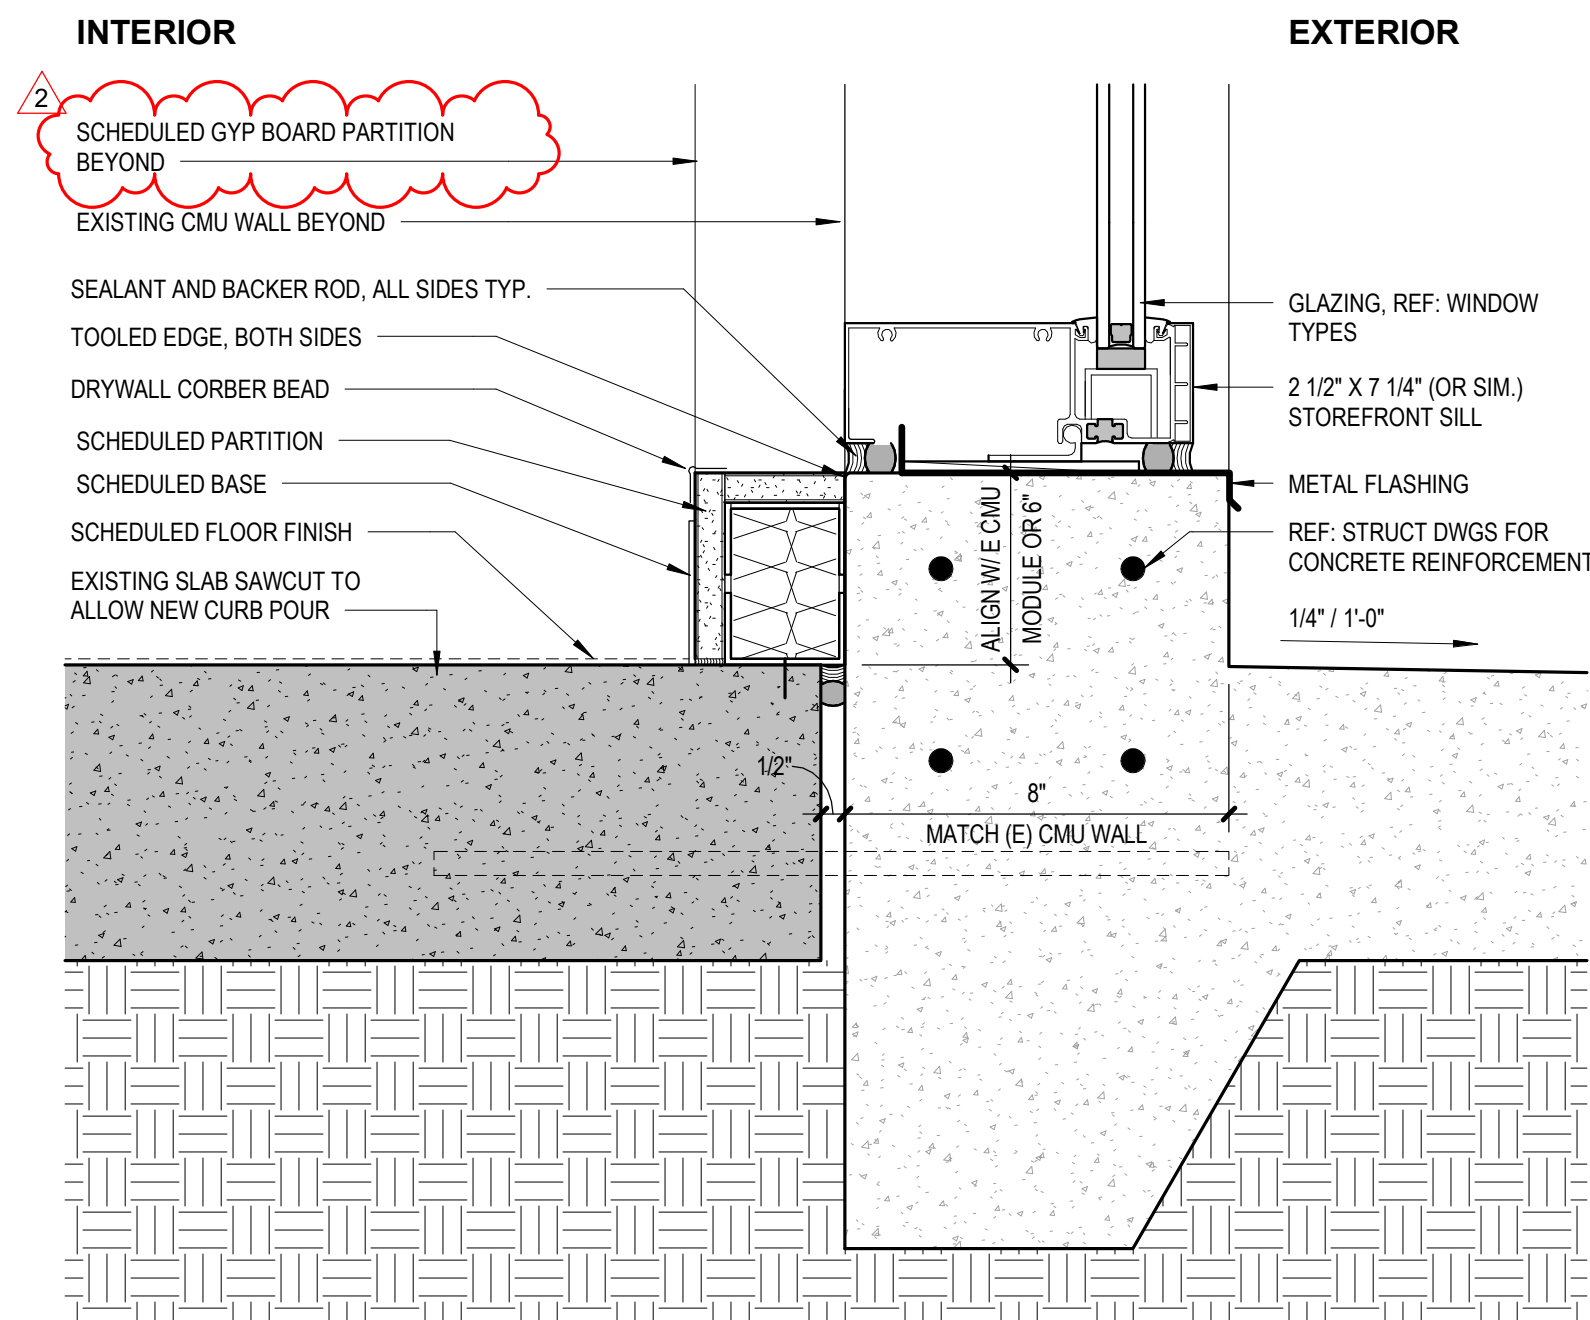 INTERIOR
EXTERIOR
2
SCHEDULED GYP BOARD PARTITION
BEYOND
EXISTING CMU WALL BEYOND
SEALANT AND BACKER ROD, ALL SIDES TYP.
TOOLED EDGE, BOTH SIDES
DRYWALL CORBER BEAD
SCHEDULED PARTITION
SCHEDULED BASE
SCHEDULED FLOOR FINISH
EXISTING SLAB SAWCUT TO
ALLOW NEW CURB POUR
GLAZING, REF: WINDOW
TYPES
2 1/2" X 7 1/4" (OR SIM.)
STOREFRONT SILL
METAL FLASHING
REF: STRUCT DWGS FOR
CONCRETE REINFORCEMENT
1/4" / 1'-0"
ALIGN W/ E CMU
MODULE OR 6"
1/2"
8"
MATCH (E) CMU WALL